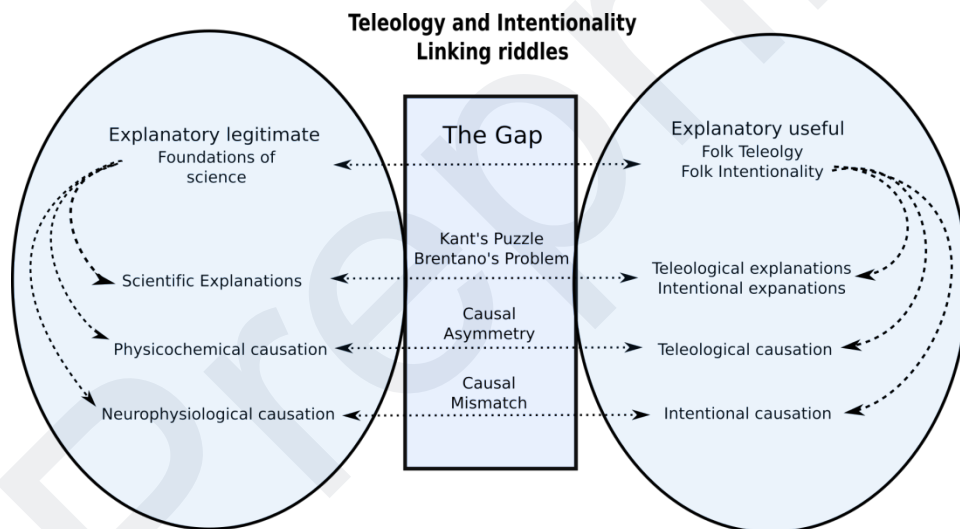 Teleology and Intentionality
Linking riddles
Explanatory legitimate
Foundations of
science
Scientific Explanations
Physicochemical causation
Neurophysiological causation
The Gap
Kant's Puzzle
Brentano's Problem
Causal
Asymmetry
Causal
Mismatch
Explanatory useful
Folk Teleolgy
Folk Intentionality
Teleological explanations
Intentional expanations
Teleological causation
Intentional causation
Prepri